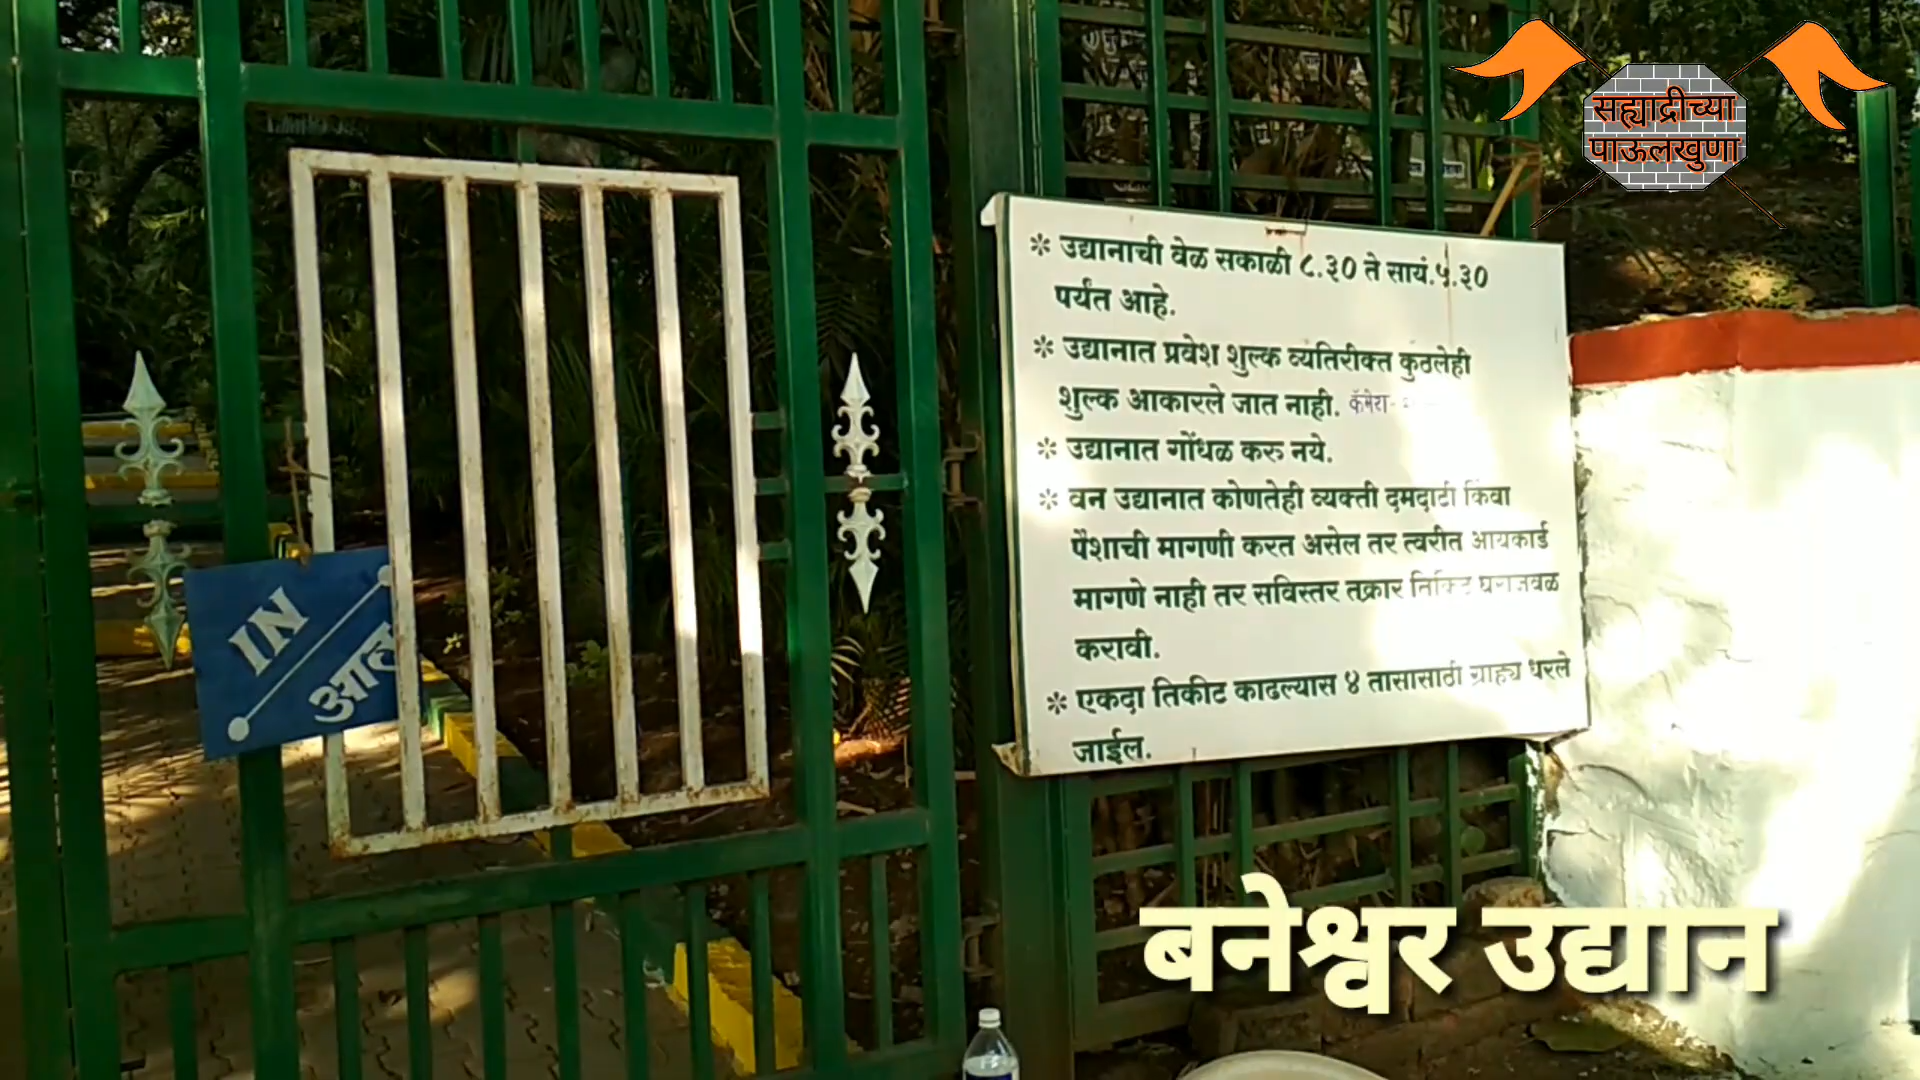 सह्याद्रीच्या
पाऊलखुणा
* उद्यानाची वेळ सकाळी ८.३० ते सायं.५.३०
पर्यंत आहे.
* उद्यानात प्रवेश शुल्क व्यतिरीक्त कुठलेही
शुल्क आकारले जात नाही. कॅमेरा-
* उद्यानात गोंधळ करु नये.
* वन उद्यानात कोणतेही व्यक्ती दमदाटी किंवा
पैशाची मागणी करत असेल तर त्वरीत आयकार्ड
मागणे नाही तर सविस्तर तक्रार
करावी.
* एकदा तिकीट काढल्यास ४ तासासाठी ग्राह्य धरले
जाईल.
IN
आत
बनेश्वर उद्यान